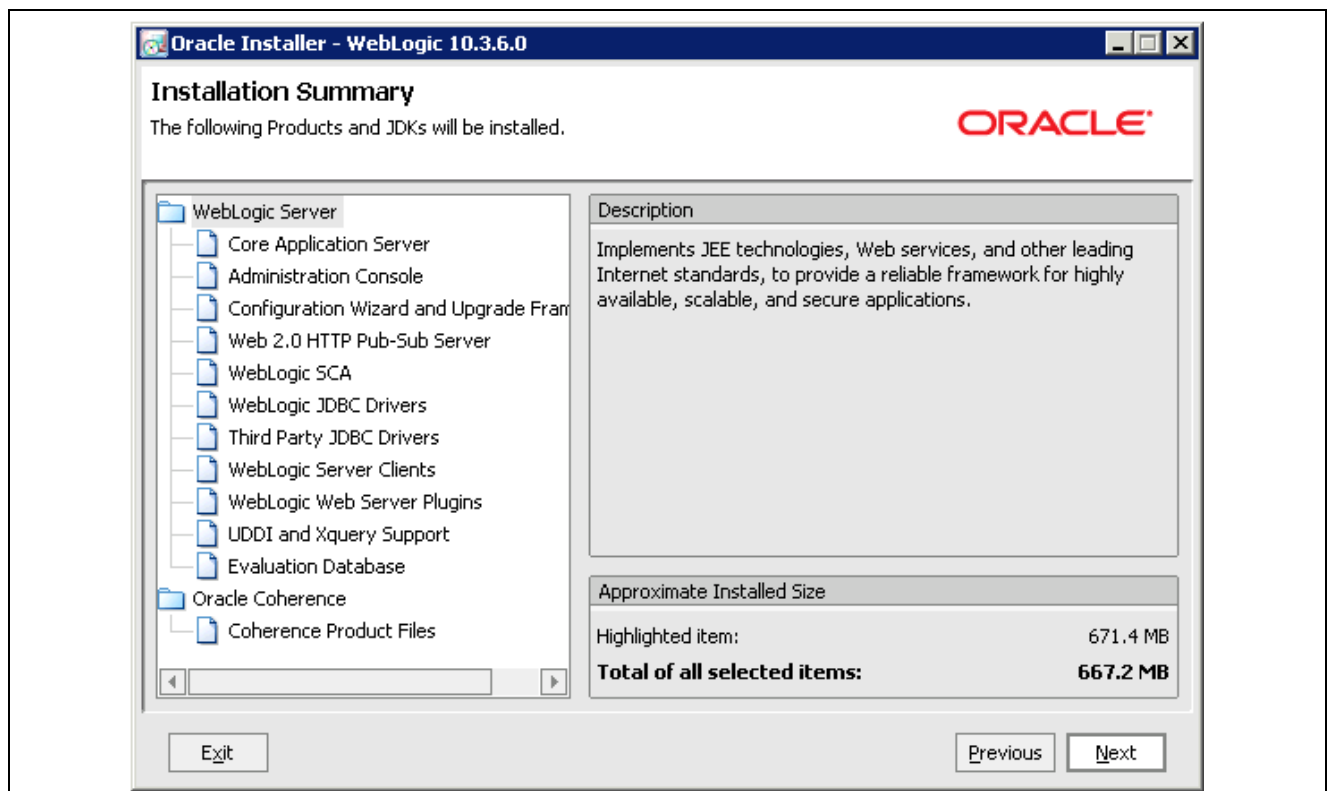 Oracle Installer - WebLogic 10.3.6.0
Installation Summary
The following Products and JDKs will be installed.
ORACLE
WebLogic Server
Core Application Server
Administration Console
Configuration Wizard and Upgrade Fram
Web 2.0 HTTP Pub-Sub Server
WebLogic SCA
WebLogic JDBC Drivers
Third Party JDBC Drivers
WebLogic Server Clients
WebLogic Web Server Plugins
UDDI and Xquery Support
Evaluation Database
Oracle Coherence
Coherence Product Files
Description
Implements JEE technologies, Web services, and other leading
Internet standards, to provide a reliable framework for highly
available, scalable, and secure applications.
Approximate Installed Size
Highlighted item: 671.4 MB
Total of all selected items: 667.2 MB
Exit Previous Next